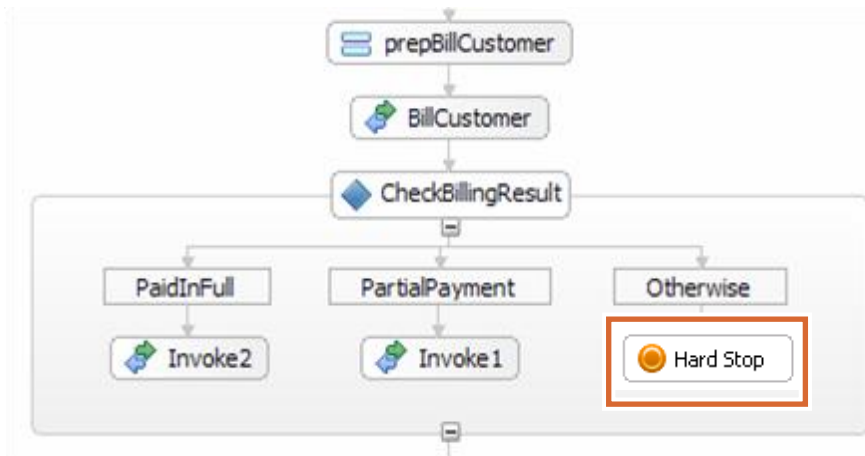 prepBillCustomer
BillCustomer
CheckBillingResult
PaidInFull
PartialPayment
Otherwise
Invoke2
Invoke1
Hard Stop